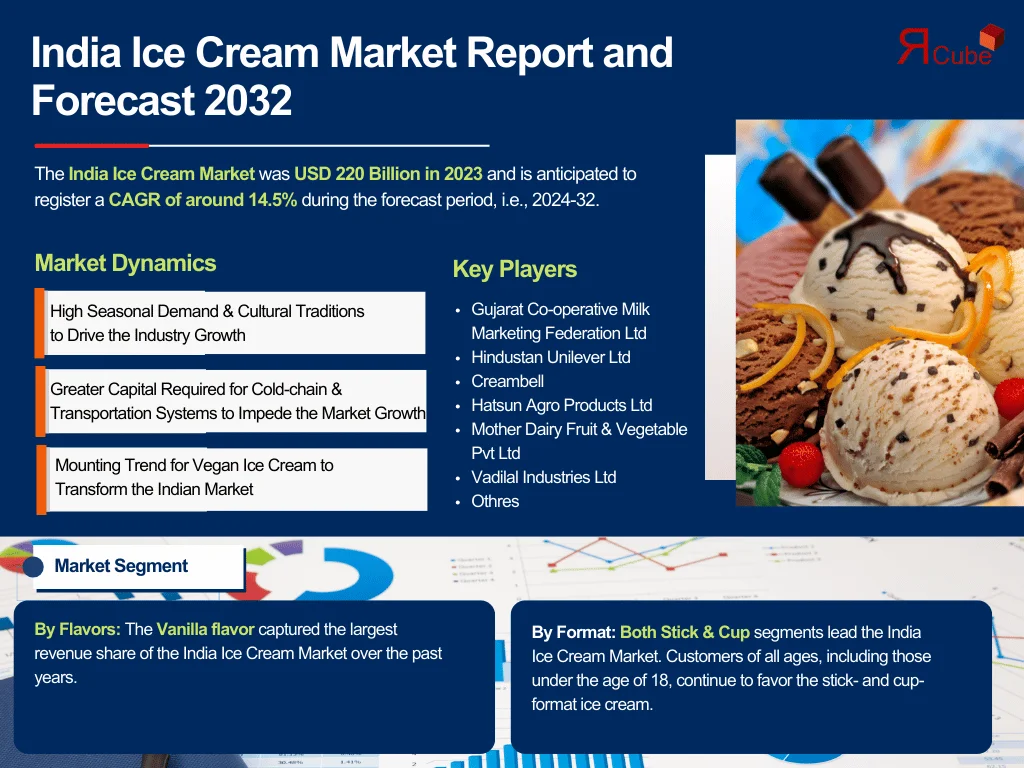 India Ice Cream Market Report and
Forecast 2032
ЯCube
The India Ice Cream Market was USD 220 Billion in 2023 and is anticipated to
register a CAGR of around 14.5% during the forecast period, i.e., 2024-32.
Market Dynamics
High Seasonal Demand & Cultural Traditions
to Drive the Industry Growth
Greater Capital Required for Cold-chain &
Transportation Systems to Impede the Market Growth
Mounting Trend for Vegan Ice Cream to
Transform the Indian Market
Key Players
• Gujarat Co-operative Milk
Marketing Federation Ltd
• Hindustan Unilever Ltd
• Creambell
• Hatsun Agro Products Ltd
• Mother Dairy Fruit & Vegetable
Pvt Ltd
• Vadilal Industries Ltd
• Othres
Market Segment
By Flavors: The Vanilla flavor captured the largest
revenue share of the India Ice Cream Market over the past
years.
By Format: Both Stick & Cup segments lead the India
Ice Cream Market. Customers of all ages, including those
under the age of 18, continue to favor the stick- and cup-
format ice cream.